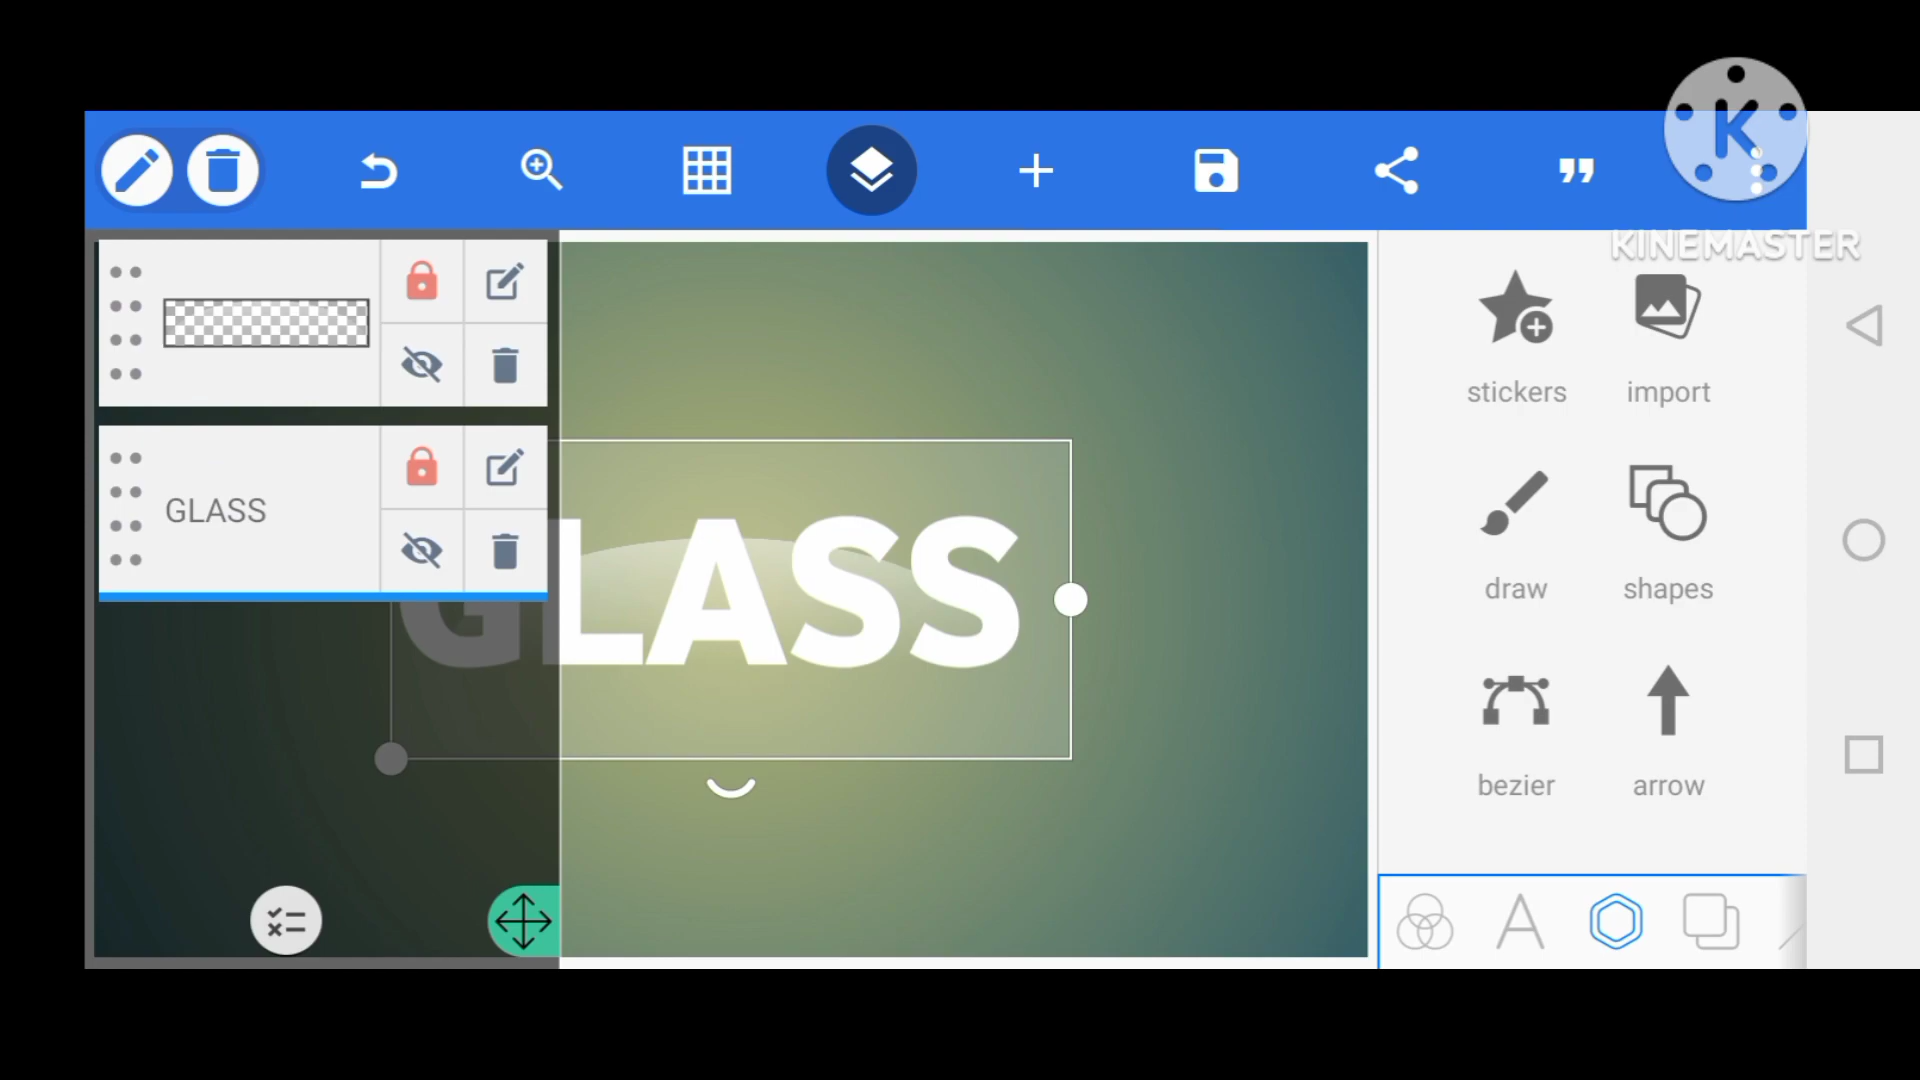 K
KINEMASTER
stickers
import
GLASS
GLASS
draw
shapes
bezier
arrow